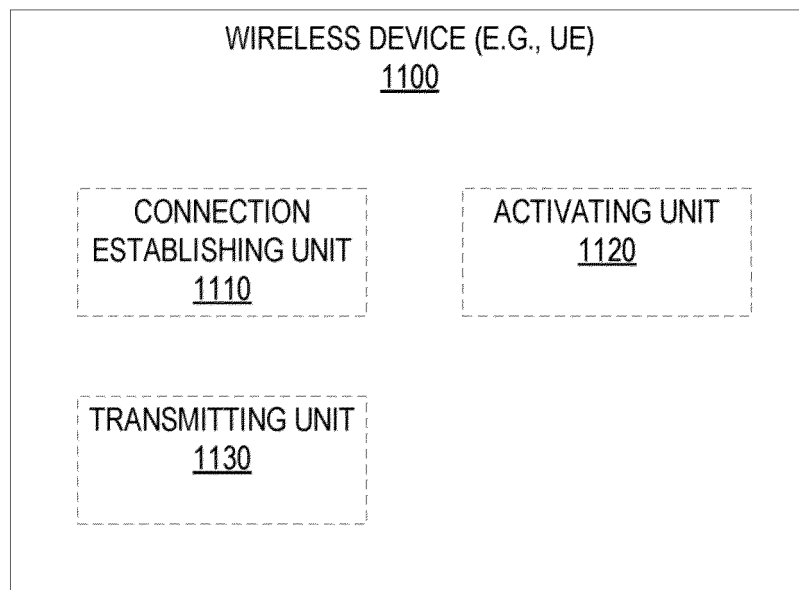 WIRELESS DEVICE (E.G., UE)
1100
CONNECTION
ESTABLISHING UNIT
1110
ACTIVATING UNIT
1120
TRANSMITTING UNIT
1130